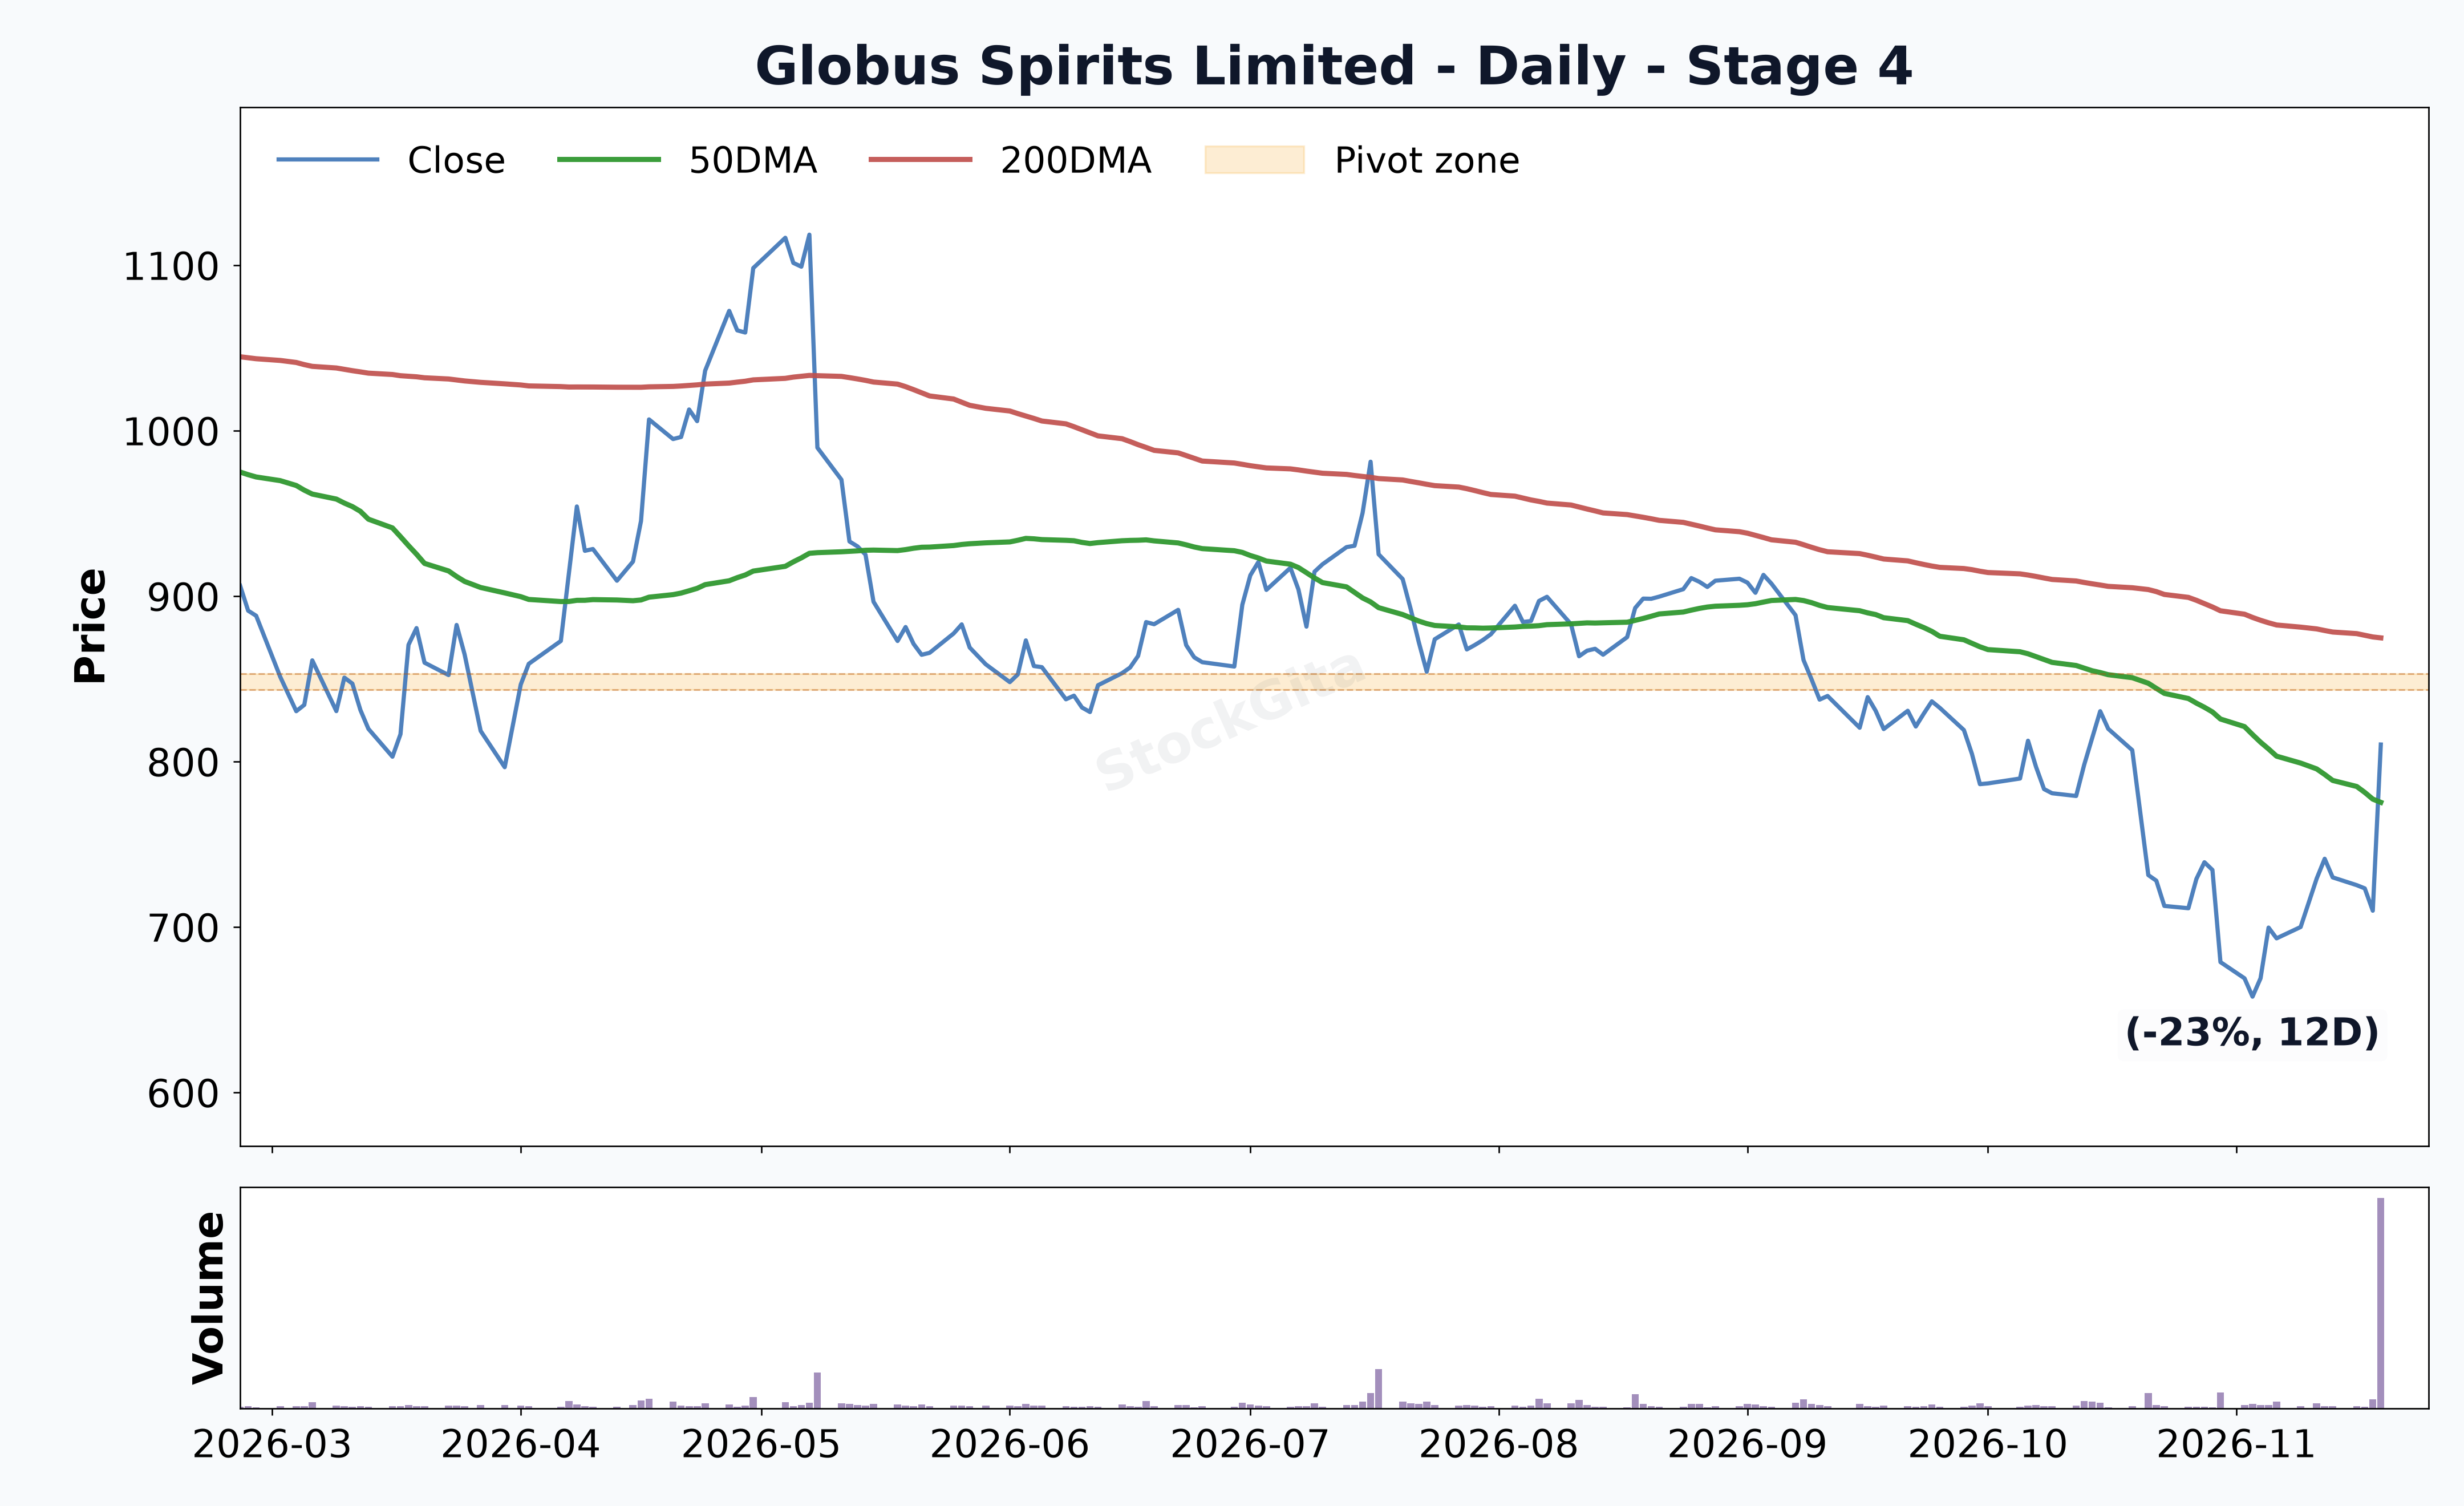 Globus Spirits Limited - Daily - Stage 4
Close 50DMA 200DMA Pivot zone
1100
1000
900
800
700
600
Price
StockGita
(-23%, 12D)
Volume
2026-03 2026-04 2026-05 2026-06 2026-07 2026-08 2026-09 2026-10 2026-11